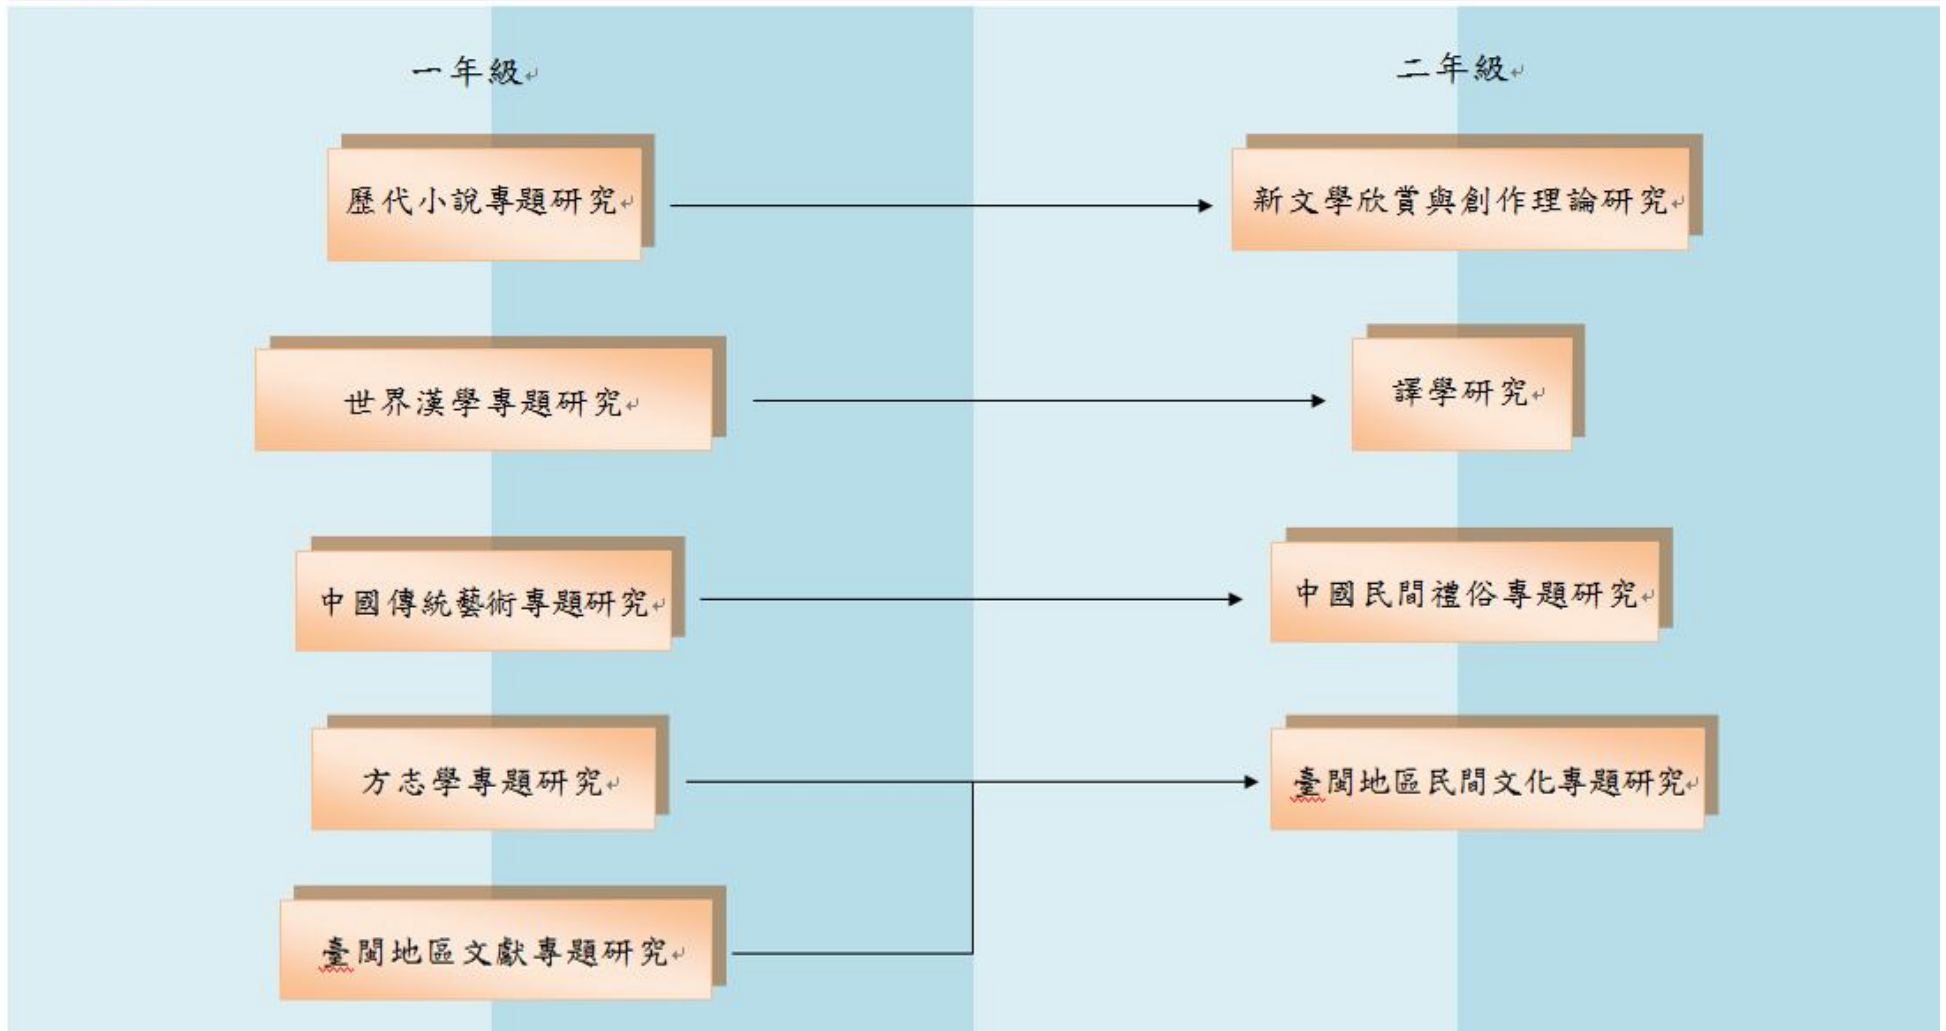 一年級
二年級
歷代小說專題研究
新文學欣賞與創作理論研究
世界漢學專題研究
譯學研究
中國傳統藝術專題研究
中國民間禮俗專題研究
方志學專題研究
臺閩地區民間文化專題研究
臺閩地區文獻專題研究